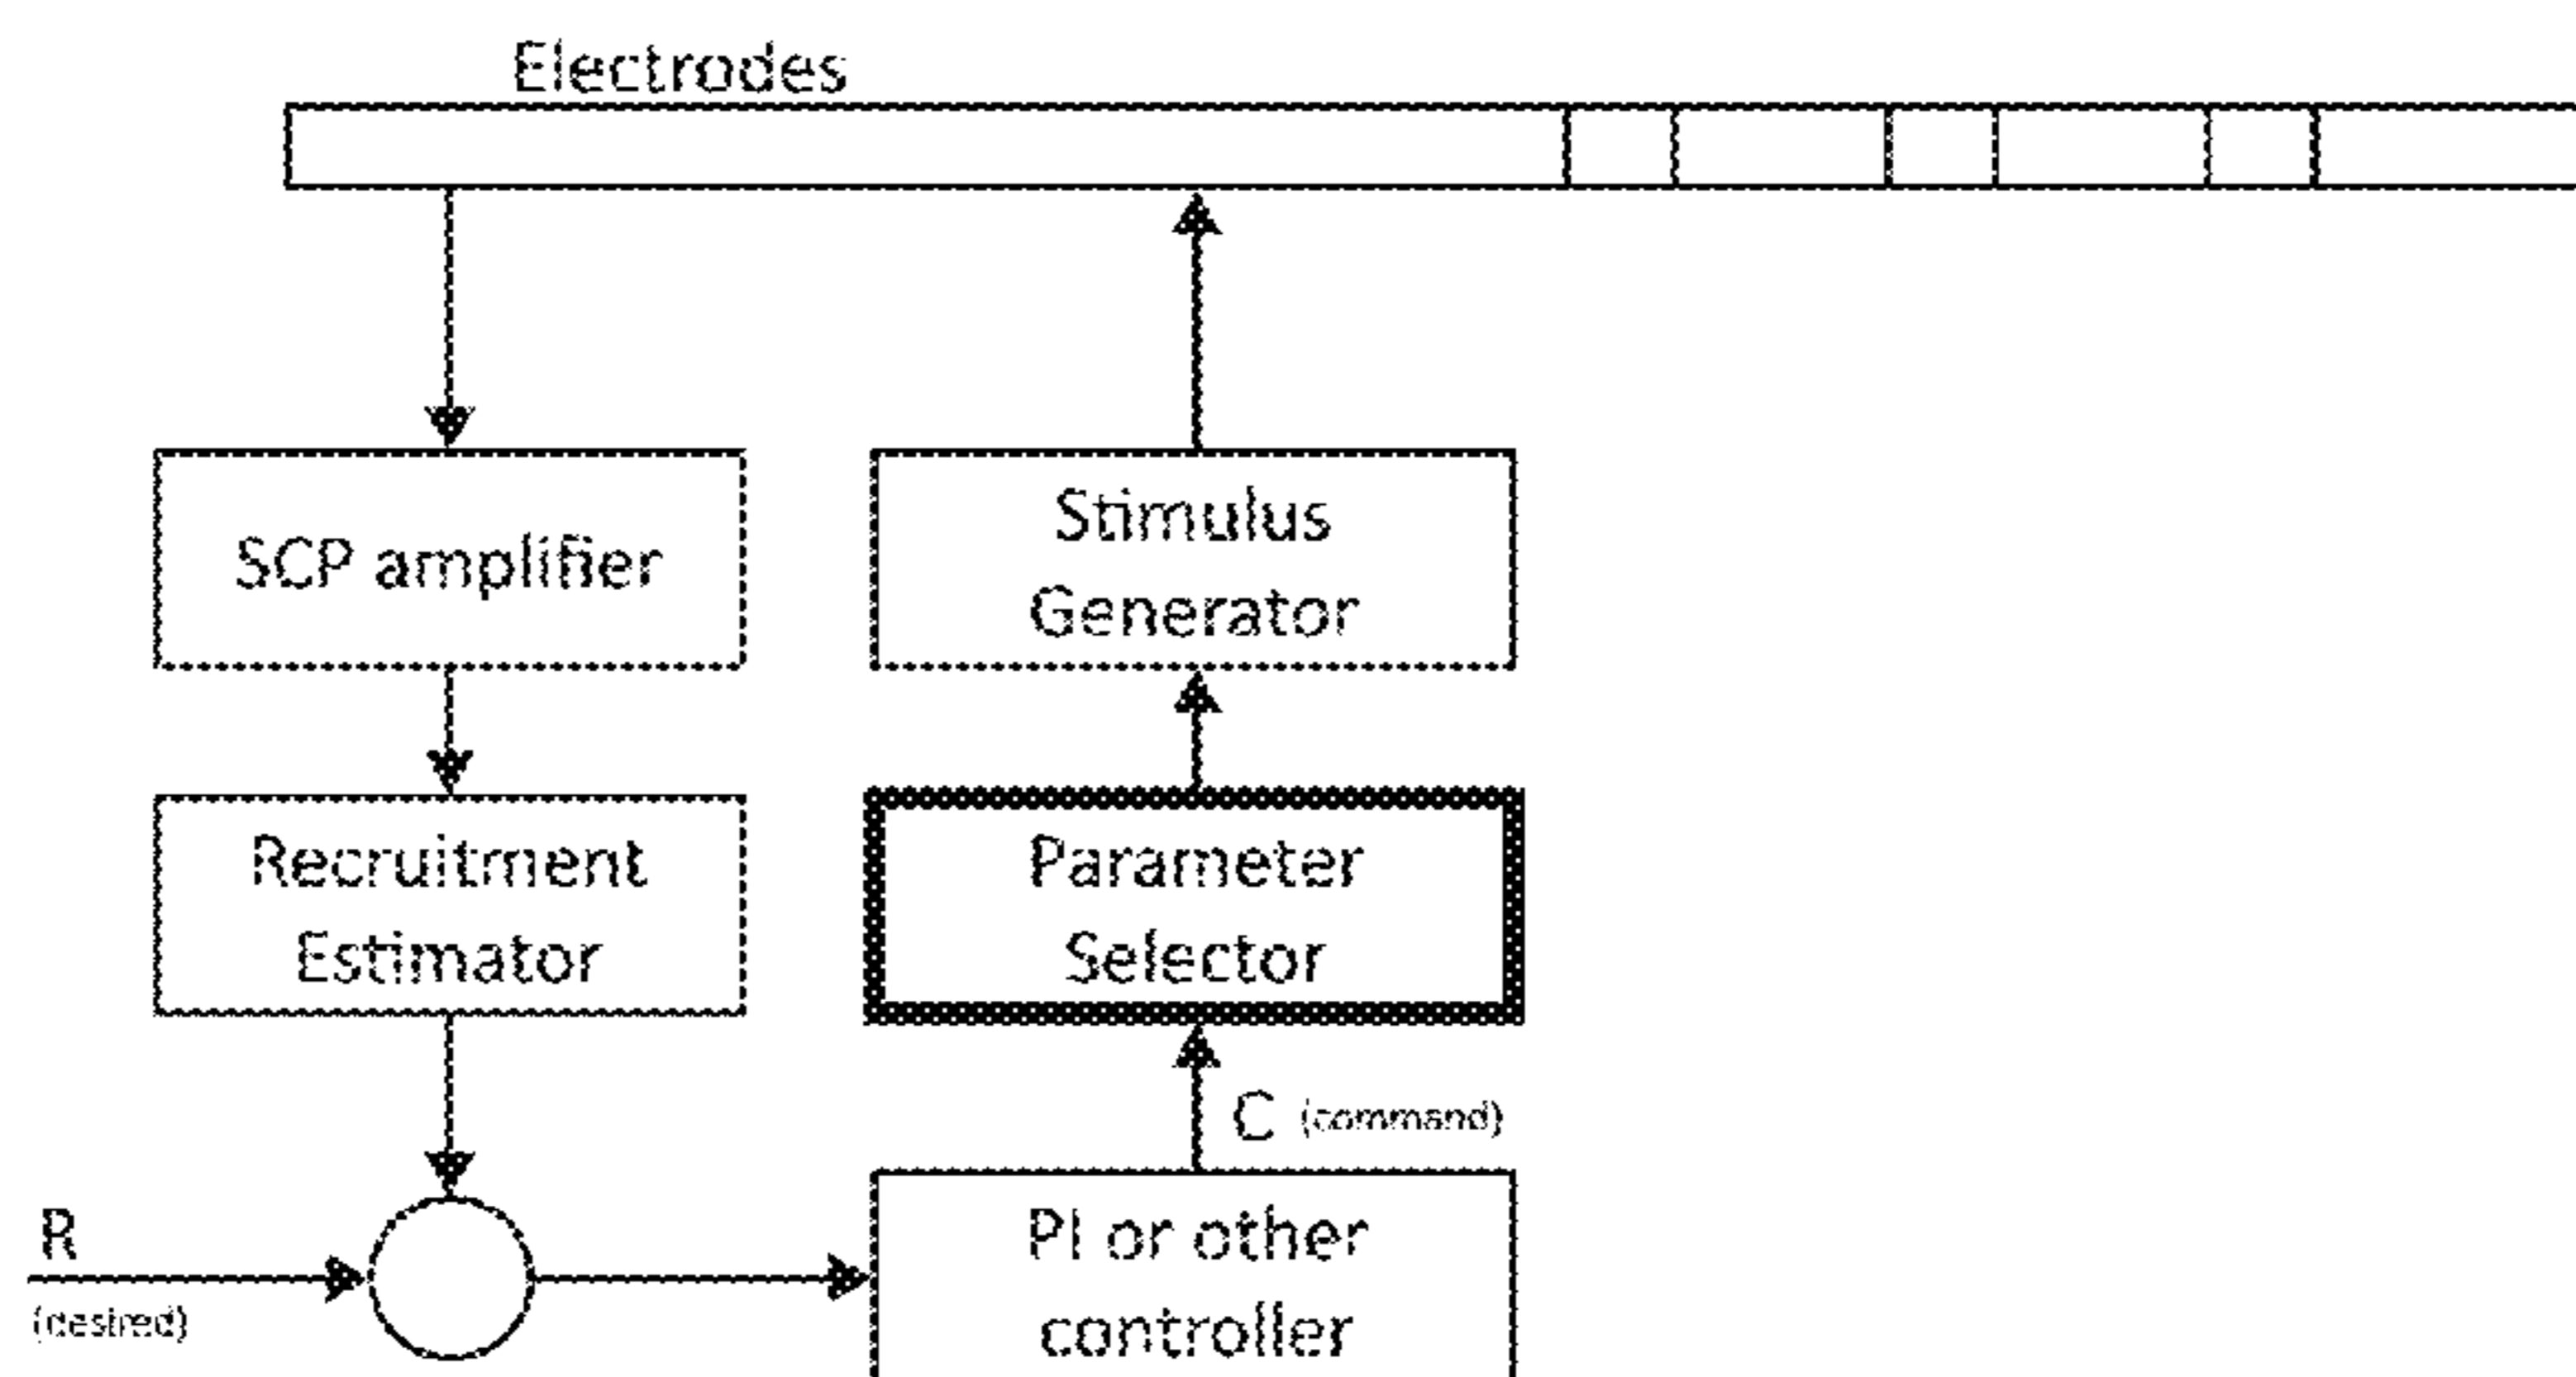 Electrodes
SCP amplifier
Stimulus
Generator
Recruitment
Estimator
Parameter
Selector
C (command)
R
(desired)
PI or other
controller